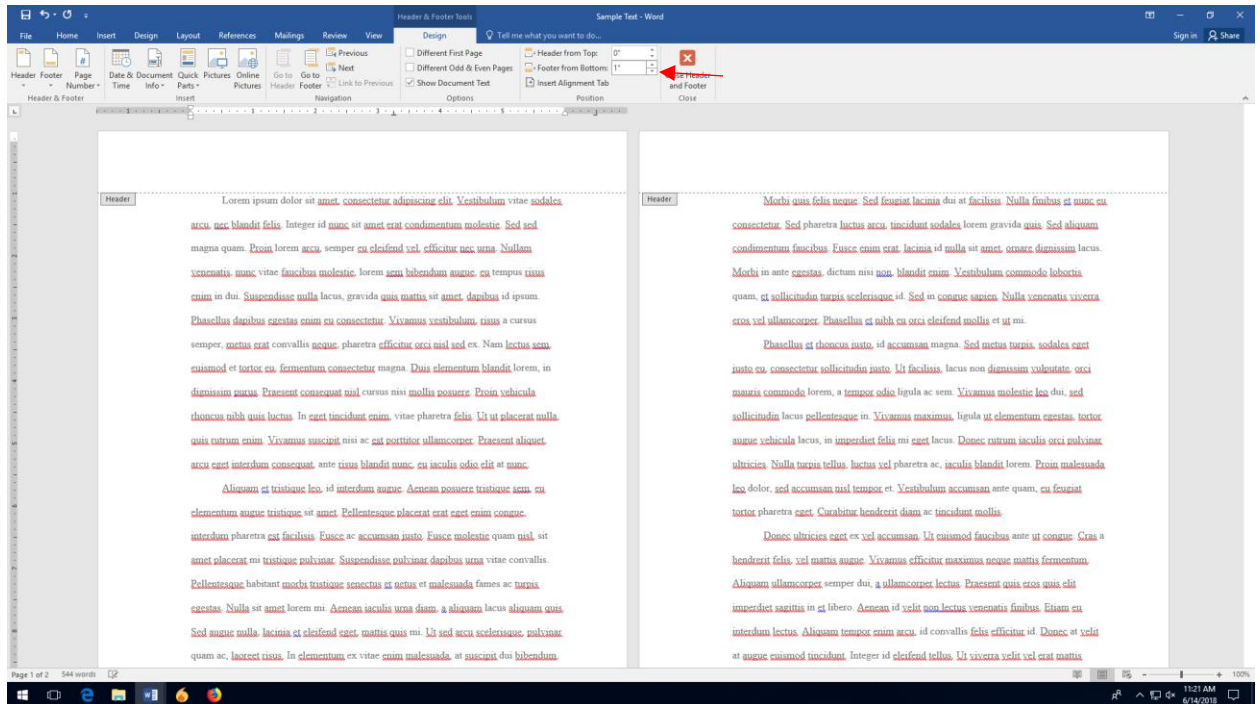 Header & Footer Tools
Sample Text - Word
File Home Insert Design Layout References Mailings Review View Design Tell me what you want to do... Sign in Share
Header Footer Page Number
Header & Footer
Date & Time Document Info Quick Parts Pictures Online Pictures
Insert
Go to Header Go to Footer Previous Next Link to Previous
Navigation
Different First Page
Different Odd & Even Pages
Show Document Text
Options
Header from Top: 0"
Footer from Bottom: 1"
Insert Alignment Tab
Position
Header
and Footer
Close
Header
Lorem ipsum dolor sit amet, consectetur adipiscing elit. Vestibulum vitae sodales
arcu, nec blandit felis. Integer id nunc sit amet erat condimentum molestie. Sed sed
magna quam. Proin lorem arcu, semper eu eleifend vel, efficitur nec urna. Nullam
venenatis, nunc vitae faucibus molestie, lorem sem bibendum augue, eu tempus risus
enim in dui. Suspendisse nulla lacus, gravida quis mattis sit amet, dapibus id ipsum.
Phasellus dapibus egestas enim eu consectetur. Vivamus vestibulum, risus a cursus
semper, metus erat convallis neque, pharetra efficitur orci nisl sed ex. Nam lectus sem,
euismod et tortor eu, fermentum consectetur magna. Duis elementum blandit lorem, in
dignissim purus. Praesent consequat nisl cursus nisi mollis posuere. Proin vehicula
rhoncus nibh quis luctus. In eget tincidunt enim, vitae pharetra felis. Ut ut placerat nulla,
quis rutrum enim. Vivamus suscipit nisi ac est porttitor ullamcorper. Praesent aliquet,
arcu eget interdum consequat, ante risus blandit nunc, eu iaculis odio elit at nunc.
Aliquam et tristique leo, id interdum augue. Aenean posuere tristique sem, eu
elementum augue tristique sit amet. Pellentesque placerat erat eget enim congue,
interdum pharetra est facilisis. Fusce ac accumsan justo. Fusce molestie quam nisl, sit
amet placerat mi tristique pulvinar. Suspendisse pulvinar dapibus urna vitae convallis.
Pellentesque habitant morbi tristique senectus et netus et malesuada fames ac turpis
egestas. Nulla sit amet lorem mi. Aenean iaculis urna diam, a aliquam lacus aliquam quis.
Sed augue nulla, lacinia et eleifend eget, mattis quis mi. Ut sed arcu scelerisque, pulvinar
quam ac, laoreet risus. In elementum ex vitae enim malesuada, at suscipit dui bibendum.
Header
Morbi quis felis neque. Sed feugiat lacinia dui at facilisis. Nulla finibus et nunc eu
consectetur. Sed pharetra luctus arcu, tincidunt sodales lorem gravida quis. Sed aliquam
condimentum faucibus. Fusce enim erat, lacinia id nulla sit amet, ornare dignissim lacus.
Morbi in ante egestas, dictum nisi non, blandit enim. Vestibulum commodo lobortis
quam, et sollicitudin turpis scelerisque id. Sed in congue sapien. Nulla venenatis viverra
eros vel ullamcorper. Phasellus et nibh eu orci eleifend mollis et ut mi.
Phasellus et rhoncus justo, id accumsan magna. Sed metus turpis, sodales eget
justo eu, consectetur sollicitudin justo. Ut facilisis, lacus non dignissim vulputate, orci
mauris commodo lorem, a tempor odio ligula ac sem. Vivamus molestie leo dui, sed
sollicitudin lacus pellentesque in. Vivamus maximus, ligula ut elementum egestas, tortor
augue vehicula lacus, in imperdiet felis mi eget lacus. Donec rutrum iaculis orci pulvinar
ultricies. Nulla turpis tellus, luctus vel pharetra ac, iaculis blandit lorem. Proin malesuada
leo dolor, sed accumsan nisl tempor et. Vestibulum accumsan ante quam, eu feugiat
tortor pharetra eget. Curabitur hendrerit diam ac tincidunt mollis.
Donec ultricies eget ex vel accumsan. Ut euismod faucibus ante ut congue. Cras a
hendrerit felis, vel mattis augue. Vivamus efficitur maximus neque mattis fermentum.
Aliquam ullamcorper semper dui, a ullamcorper lectus. Praesent quis eros quis elit
imperdiet sagittis in et libero. Aenean id velit non lectus venenatis finibus. Etiam eu
interdum lectus. Aliquam tempor enim arcu, id convallis felis efficitur id. Donec at velit
at augue euismod tincidunt. Integer id eleifend tellus. Ut viverra velit vel erat mattis
Page 1 of 2 544 words 100%
11:21 AM
6/14/2018